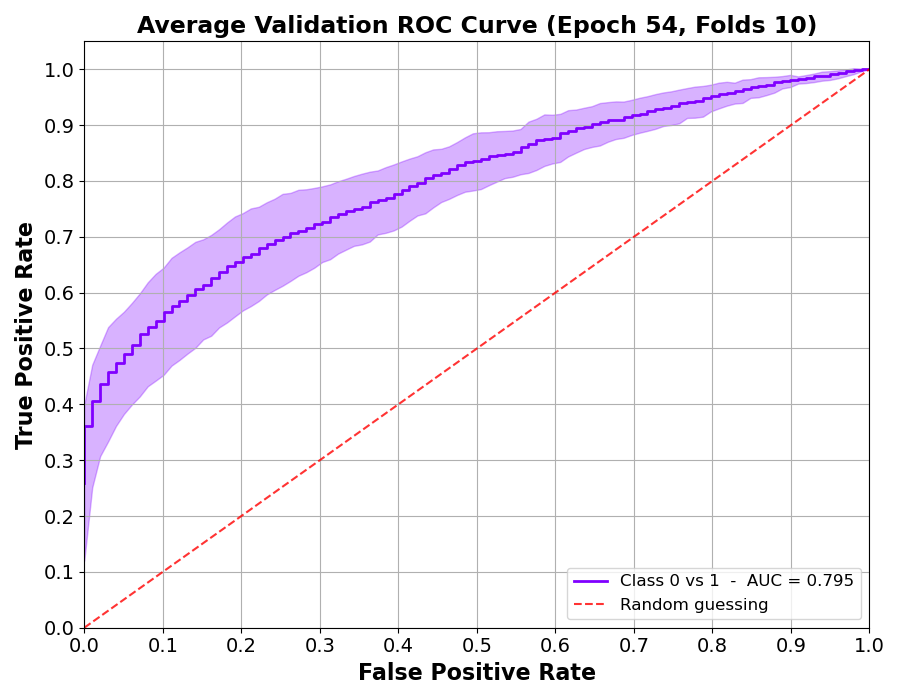 Average Validation ROC Curve (Epoch 54, Folds 10)
True Positive Rate
1.0
0.9
0.8
0.7
0.6
0.5
0.4
0.3
0.2
0.1
0.0
Class 0 vs 1 - AUC = 0.795
Random guessing
0.0 0.1 0.2 0.3 0.4 0.5 0.6 0.7 0.8 0.9 1.0
False Positive Rate